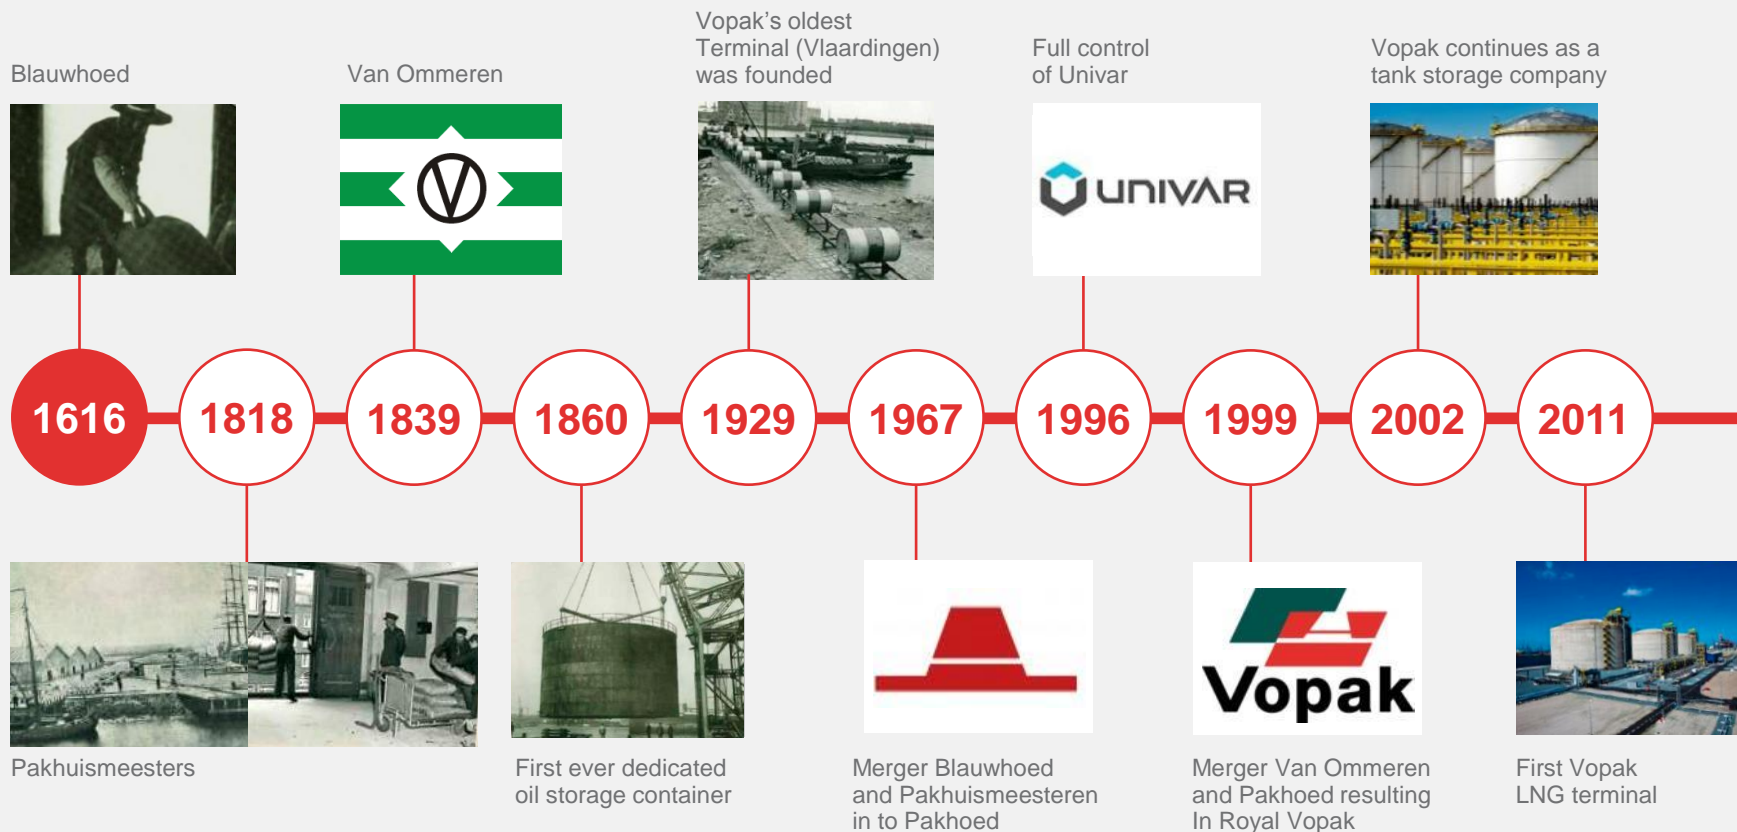 Blauwhoed
Van Ommeren
Vopak’s oldest
Terminal (Vlaardingen)
was founded
Full control
of Univar
Vopak continues as a
tank storage company
V
UNIVAR
1616
1818
1839
1860
1929
1967
1996
1999
2002
2011
Vopak
Pakhuismeesters
First ever dedicated
oil storage container
Merger Blauwhoed
and Pakhuismeesteren
in to Pakhoed
Merger Van Ommeren
and Pakhoed resulting
In Royal Vopak
First Vopak
LNG terminal